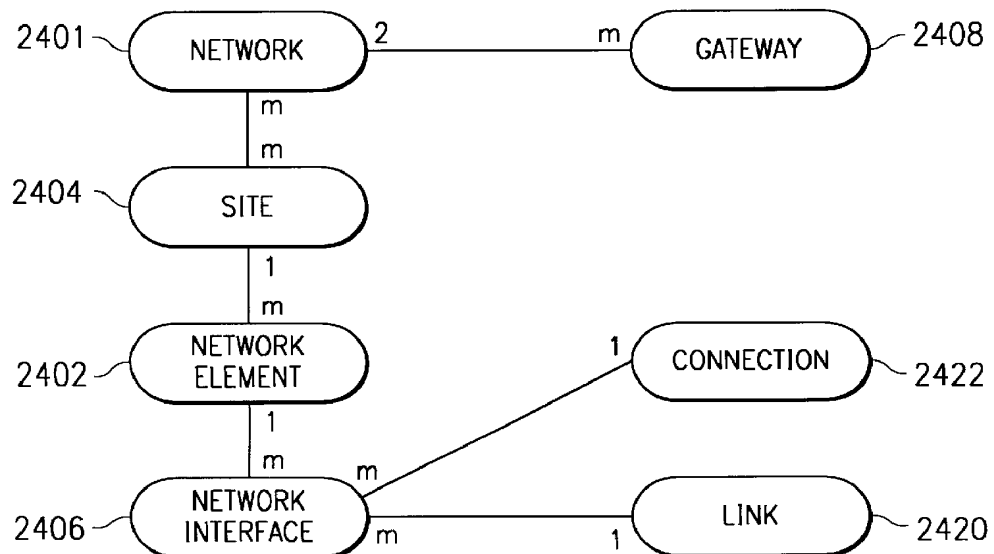 2401 NETWORK 2 m GATEWAY 2408
m
m
2404 SITE
1
m
2402 NETWORK ELEMENT 1 CONNECTION 2422
1
m m
2406 NETWORK INTERFACE m 1 LINK 2420